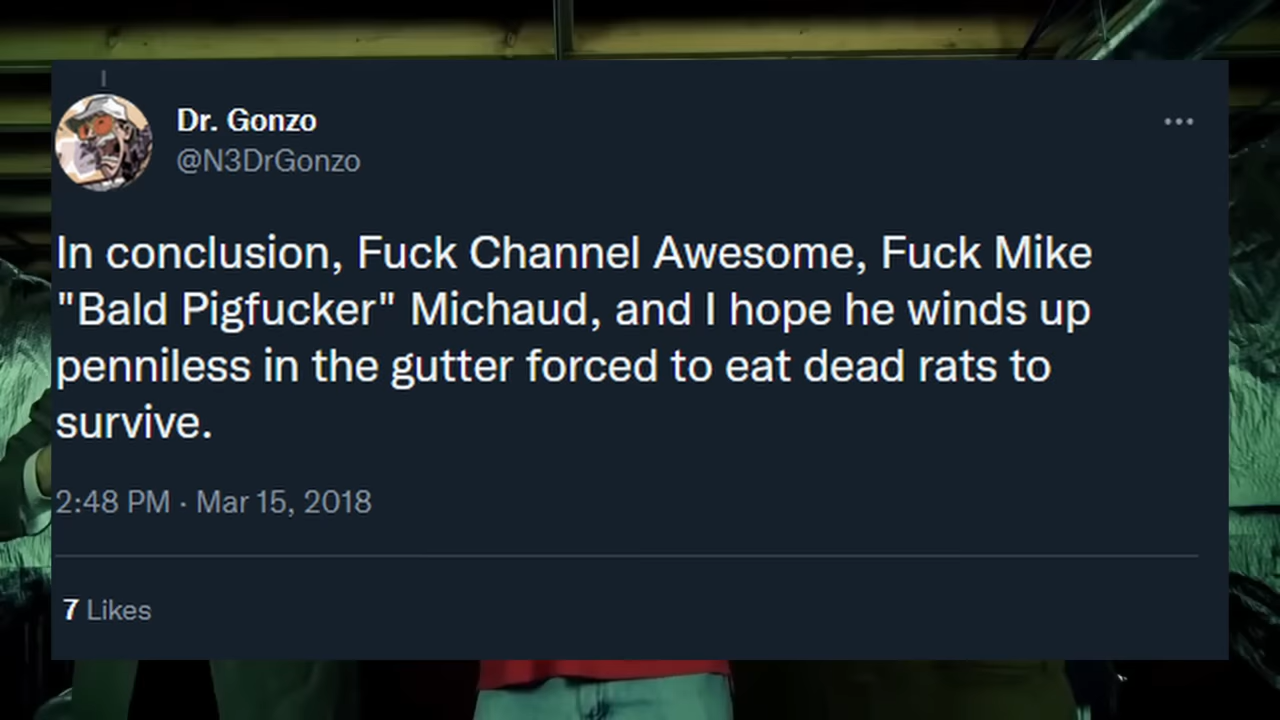 Dr. Gonzo
@N3DrGonzo
In conclusion, Fuck Channel Awesome, Fuck Mike
"Bald Pigfucker" Michaud, and I hope he winds up
penniless in the gutter forced to eat dead rats to
survive.
2:48 PM · Mar 15, 2018
7 Likes